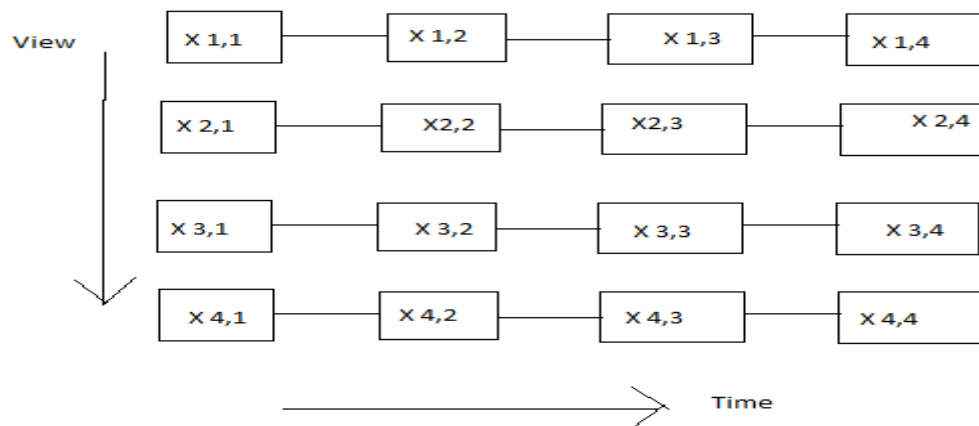 View
X 1,1 X 1,2 X 1,3 X 1,4
X 2,1 X2,2 X2,3 X 2,4
X 3,1 X 3,2 X 3,3 X 3,4
X 4,1 X 4,2 X 4,3 X 4,4
Time